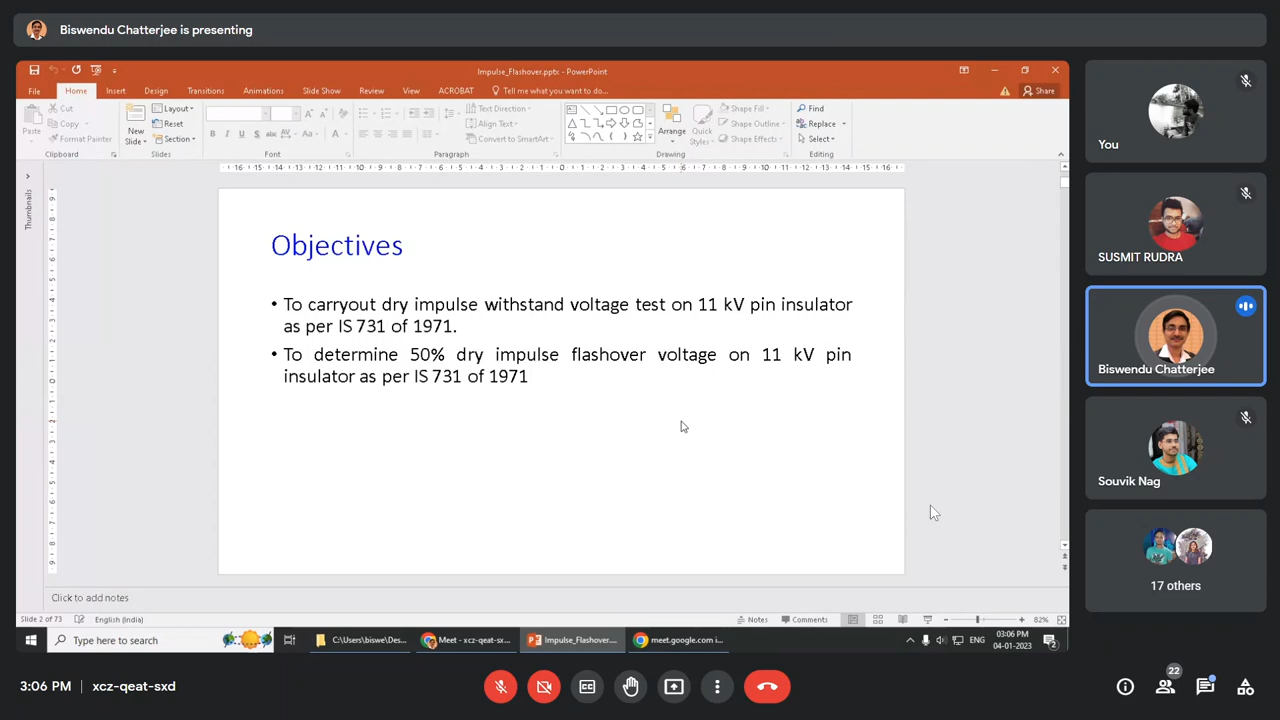 Biswendu Chatterjee is presenting
Impulse_Flashover.pptx - PowerPoint
File Home Insert Design Transitions Animations Slide Show Review View ACROBAT Tell me what you want to do... Share
Paste
Cut
Copy
Format Painter
Clipboard
New Slide
Layout
Reset
Section
Slides
Font
Text Direction
Align Text
Convert to SmartArt
Paragraph
Arrange
Quick Styles
Shape Fill
Shape Outline
Shape Effects
Drawing
Find
Replace
Select
Editing
Thumbnails
Objectives
• To carryout dry impulse withstand voltage test on 11 kV pin insulator
as per IS 731 of 1971.
• To determine 50% dry impulse flashover voltage on 11 kV pin
insulator as per IS 731 of 1971
Click to add notes
Slide 2 of 73 English (India) Notes Comments 82%
Type here to search
C:\Users\biswe\Des...
Meet - xcz-qeat-sx...
Impulse_Flashover....
meet.google.com i...
ENG
03:06 PM
04-01-2023
2
You
SUSMIT RUDRA
Biswendu Chatterjee
Souvik Nag
17 others
3:06 PM xcz-qeat-sxd
22